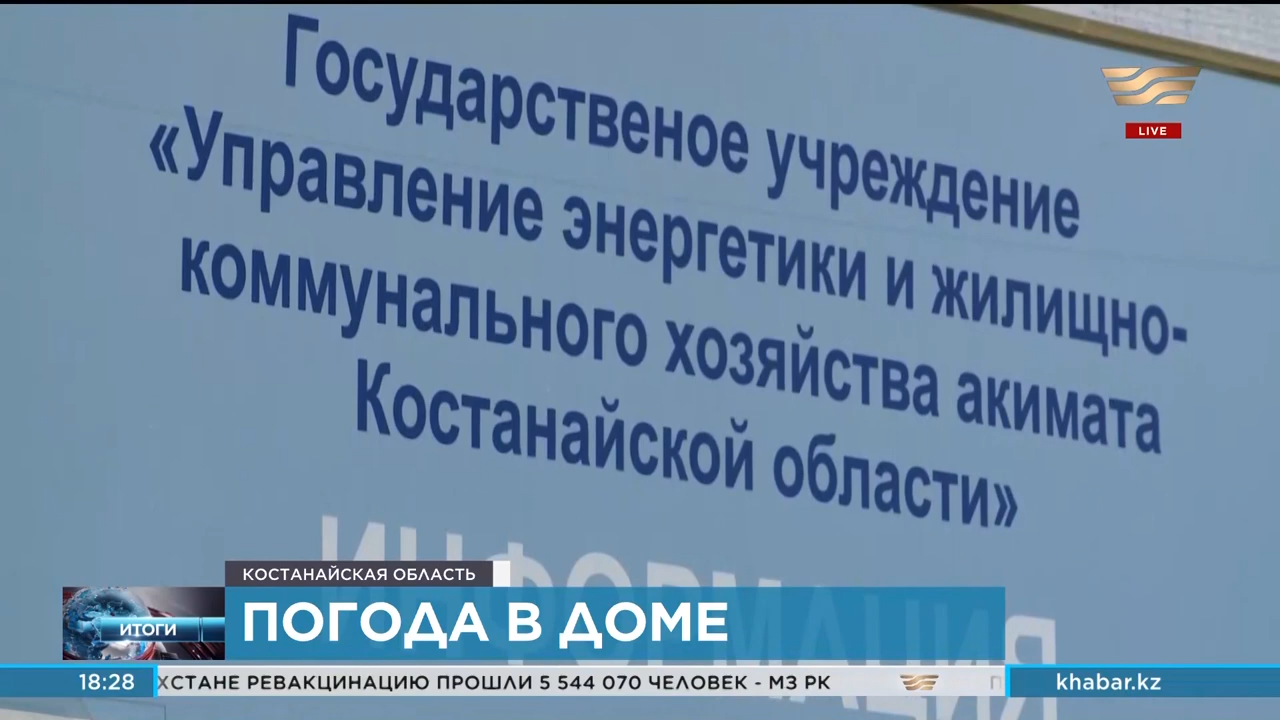 Государственое учреждение
«Управление энергетики и жилищно-
коммунального хозяйства акимата
Костанайской области»
ИНФОРМАЦИЯ
LIVE
КОСТАНАЙСКАЯ ОБЛАСТЬ
ИТОГИ
ПОГОДА В ДОМЕ
18:28
ХСТАНЕ РЕВАКЦИНАЦИЮ ПРОШЛИ 5 544 070 ЧЕЛОВЕК - МЗ РК
khabar.kz